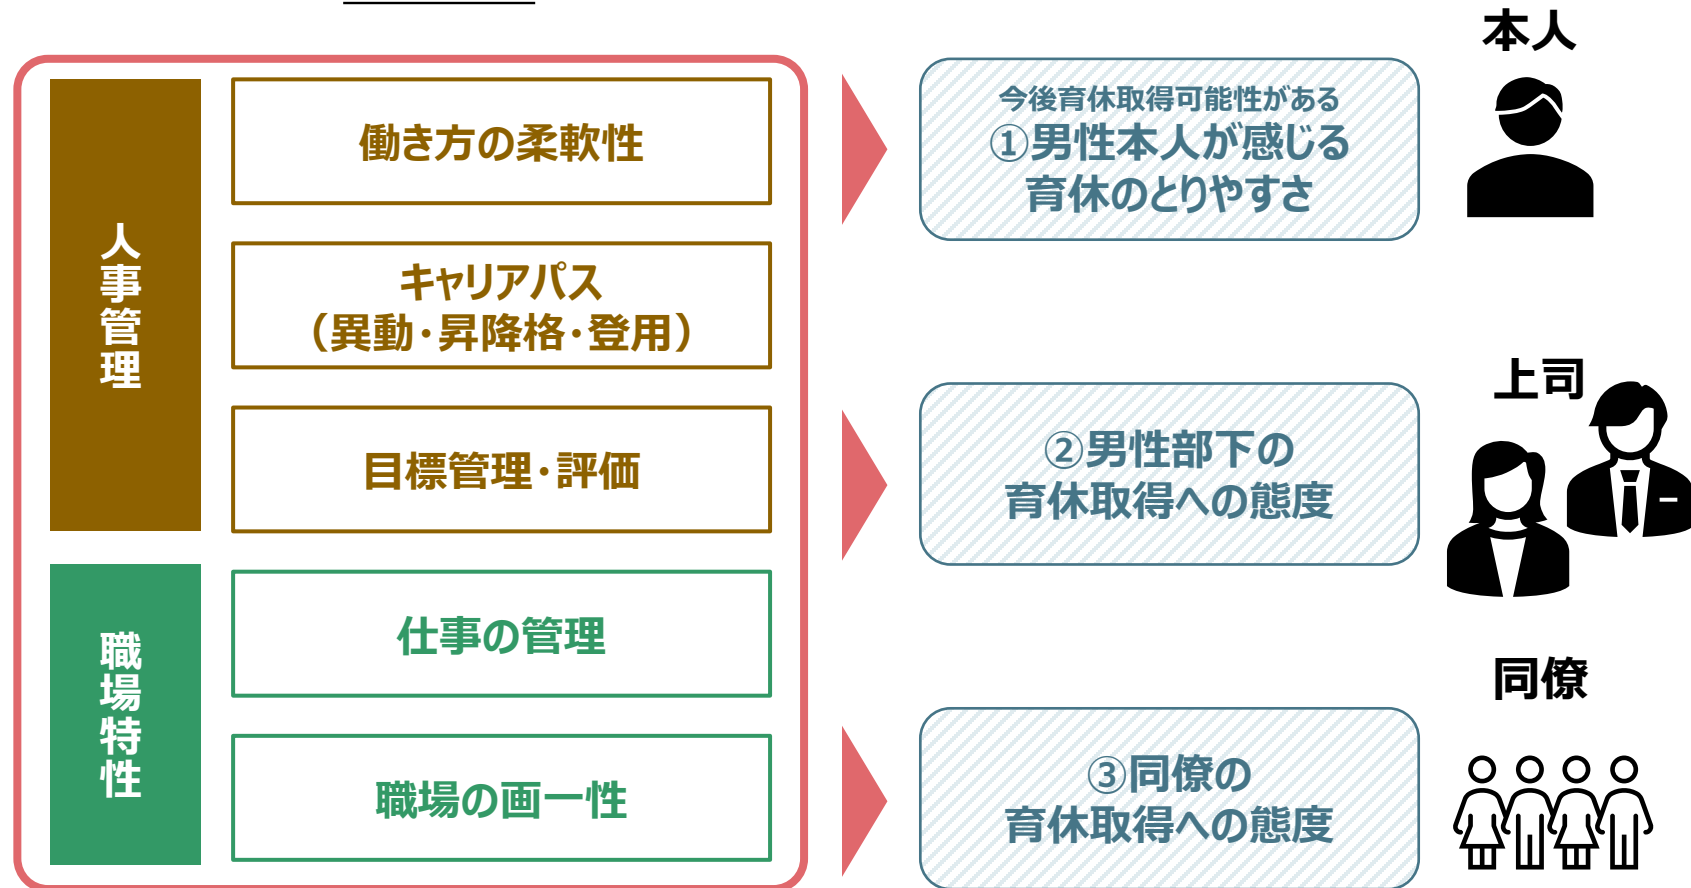 人事管理
働き方の柔軟性
キャリアパス
（異動・昇降格・登用）
目標管理・評価
職場特性
仕事の管理
職場の画一性
今後育休取得可能性がある
①男性本人が感じる
育休のとりやすさ
本人
②男性部下の
育休取得への態度
上司
③同僚の
育休取得への態度
同僚